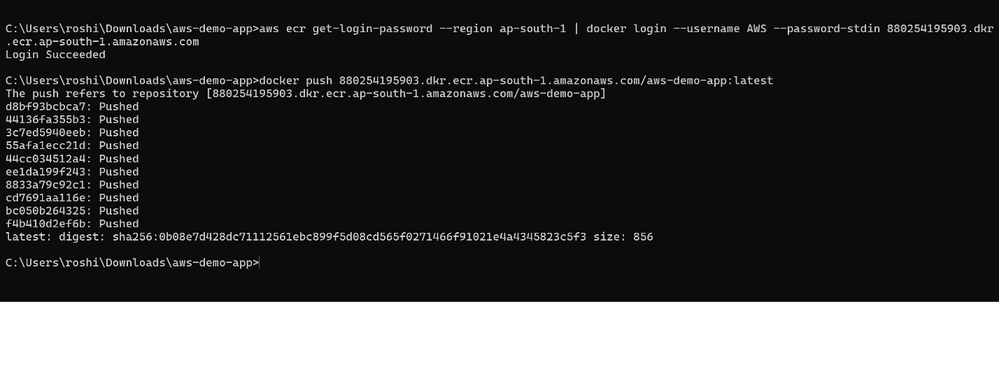 C:\Users\roshi\Downloads\aws-demo-app>aws ecr get-login-password --region ap-south-1 | docker login --username AWS --password-stdin 880254195903.dkr
.ecr.ap-south-1.amazonaws.com
Login Succeeded
C:\Users\roshi\Downloads\aws-demo-app>docker push 880254195903.dkr.ecr.ap-south-1.amazonaws.com/aws-demo-app:latest
The push refers to repository [880254195903.dkr.ecr.ap-south-1.amazonaws.com/aws-demo-app]
d8bf93bcbca7: Pushed
44136fa355b3: Pushed
3c7ed5940eeb: Pushed
55afa1ecc21d: Pushed
44cc034512a4: Pushed
ee1da199f243: Pushed
8833a79c92c1: Pushed
cd7691aa116e: Pushed
bc050b264325: Pushed
f4b410d2ef6b: Pushed
latest: digest: sha256:0b08e7d428dc71112561ebc899f5d08cd565f0271466f91021e4a4345823c5f3 size: 856
C:\Users\roshi\Downloads\aws-demo-app>